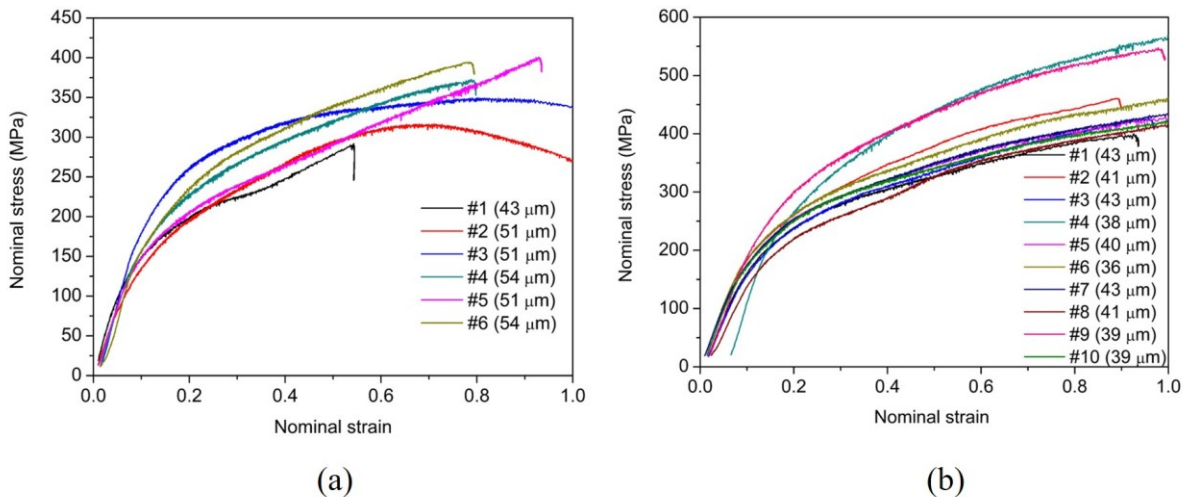 450
400
350
300
250
200
150
100
50
0
Nominal stress (MPa)
#1 (43 μm)
#2 (51 μm)
#3 (51 μm)
#4 (54 μm)
#5 (51 μm)
#6 (54 μm)
0.0 0.2 0.4 0.6 0.8 1.0
Nominal strain
(a)
600
500
400
300
200
100
0
Nominal stress (MPa)
#1 (43 μm)
#2 (41 μm)
#3 (43 μm)
#4 (38 μm)
#5 (40 μm)
#6 (36 μm)
#7 (43 μm)
#8 (41 μm)
#9 (39 μm)
#10 (39 μm)
0.0 0.2 0.4 0.6 0.8 1.0
Nominal strain
(b)